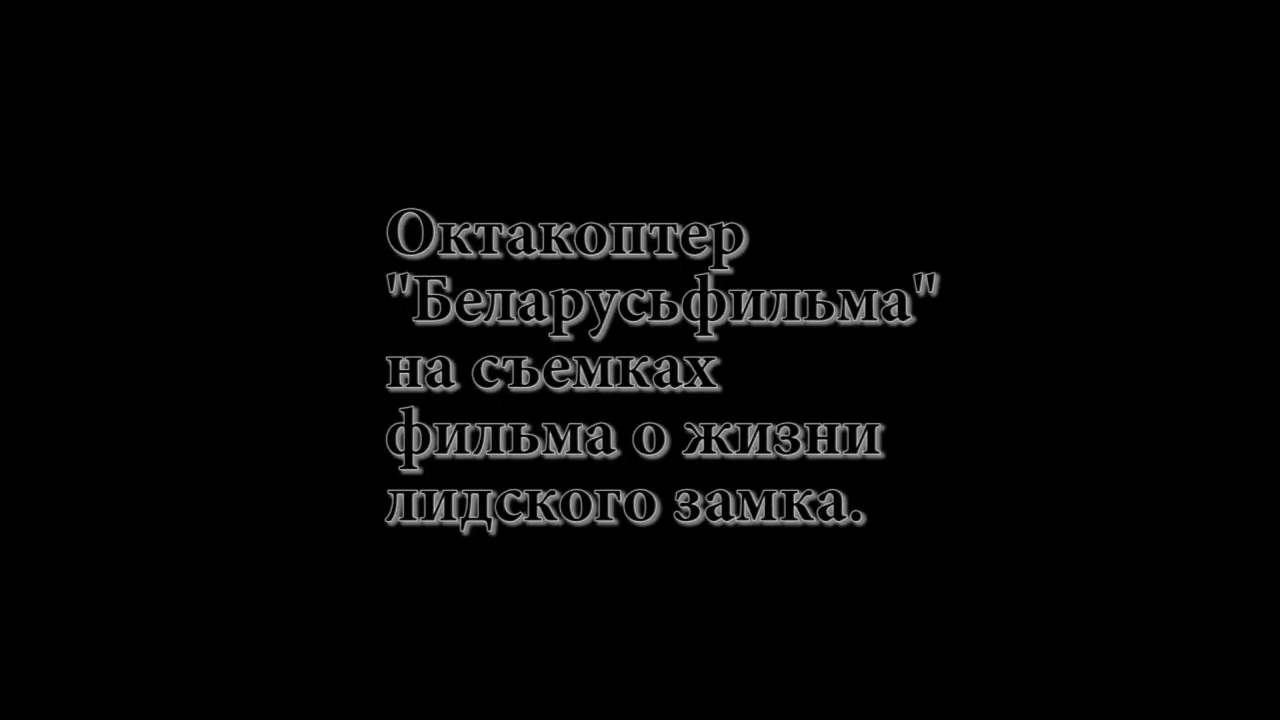 Октакоптер
"Беларусьфильма"
на съемках
фильма о жизни
лидского замка.